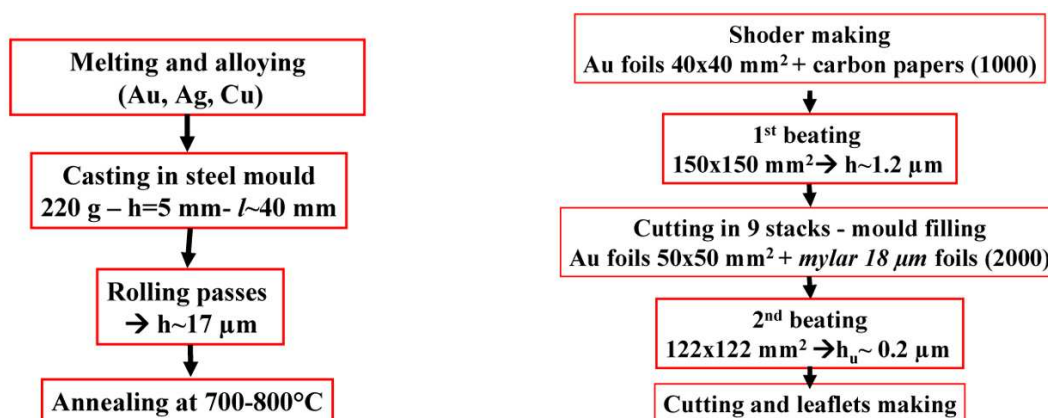 Melting and alloying
(Au, Ag, Cu)
Casting in steel mould
220 g – h=5 mm- l~40 mm
Rolling passes
→ h~17 µm
Annealing at 700-800°C
Shoder making
Au foils 40x40 mm² + carbon papers (1000)
1st beating
150x150 mm² → h~1.2 µm
Cutting in 9 stacks - mould filling
Au foils 50x50 mm² + mylar 18 µm foils (2000)
2nd beating
122x122 mm² → hu~ 0.2 µm
Cutting and leaflets making